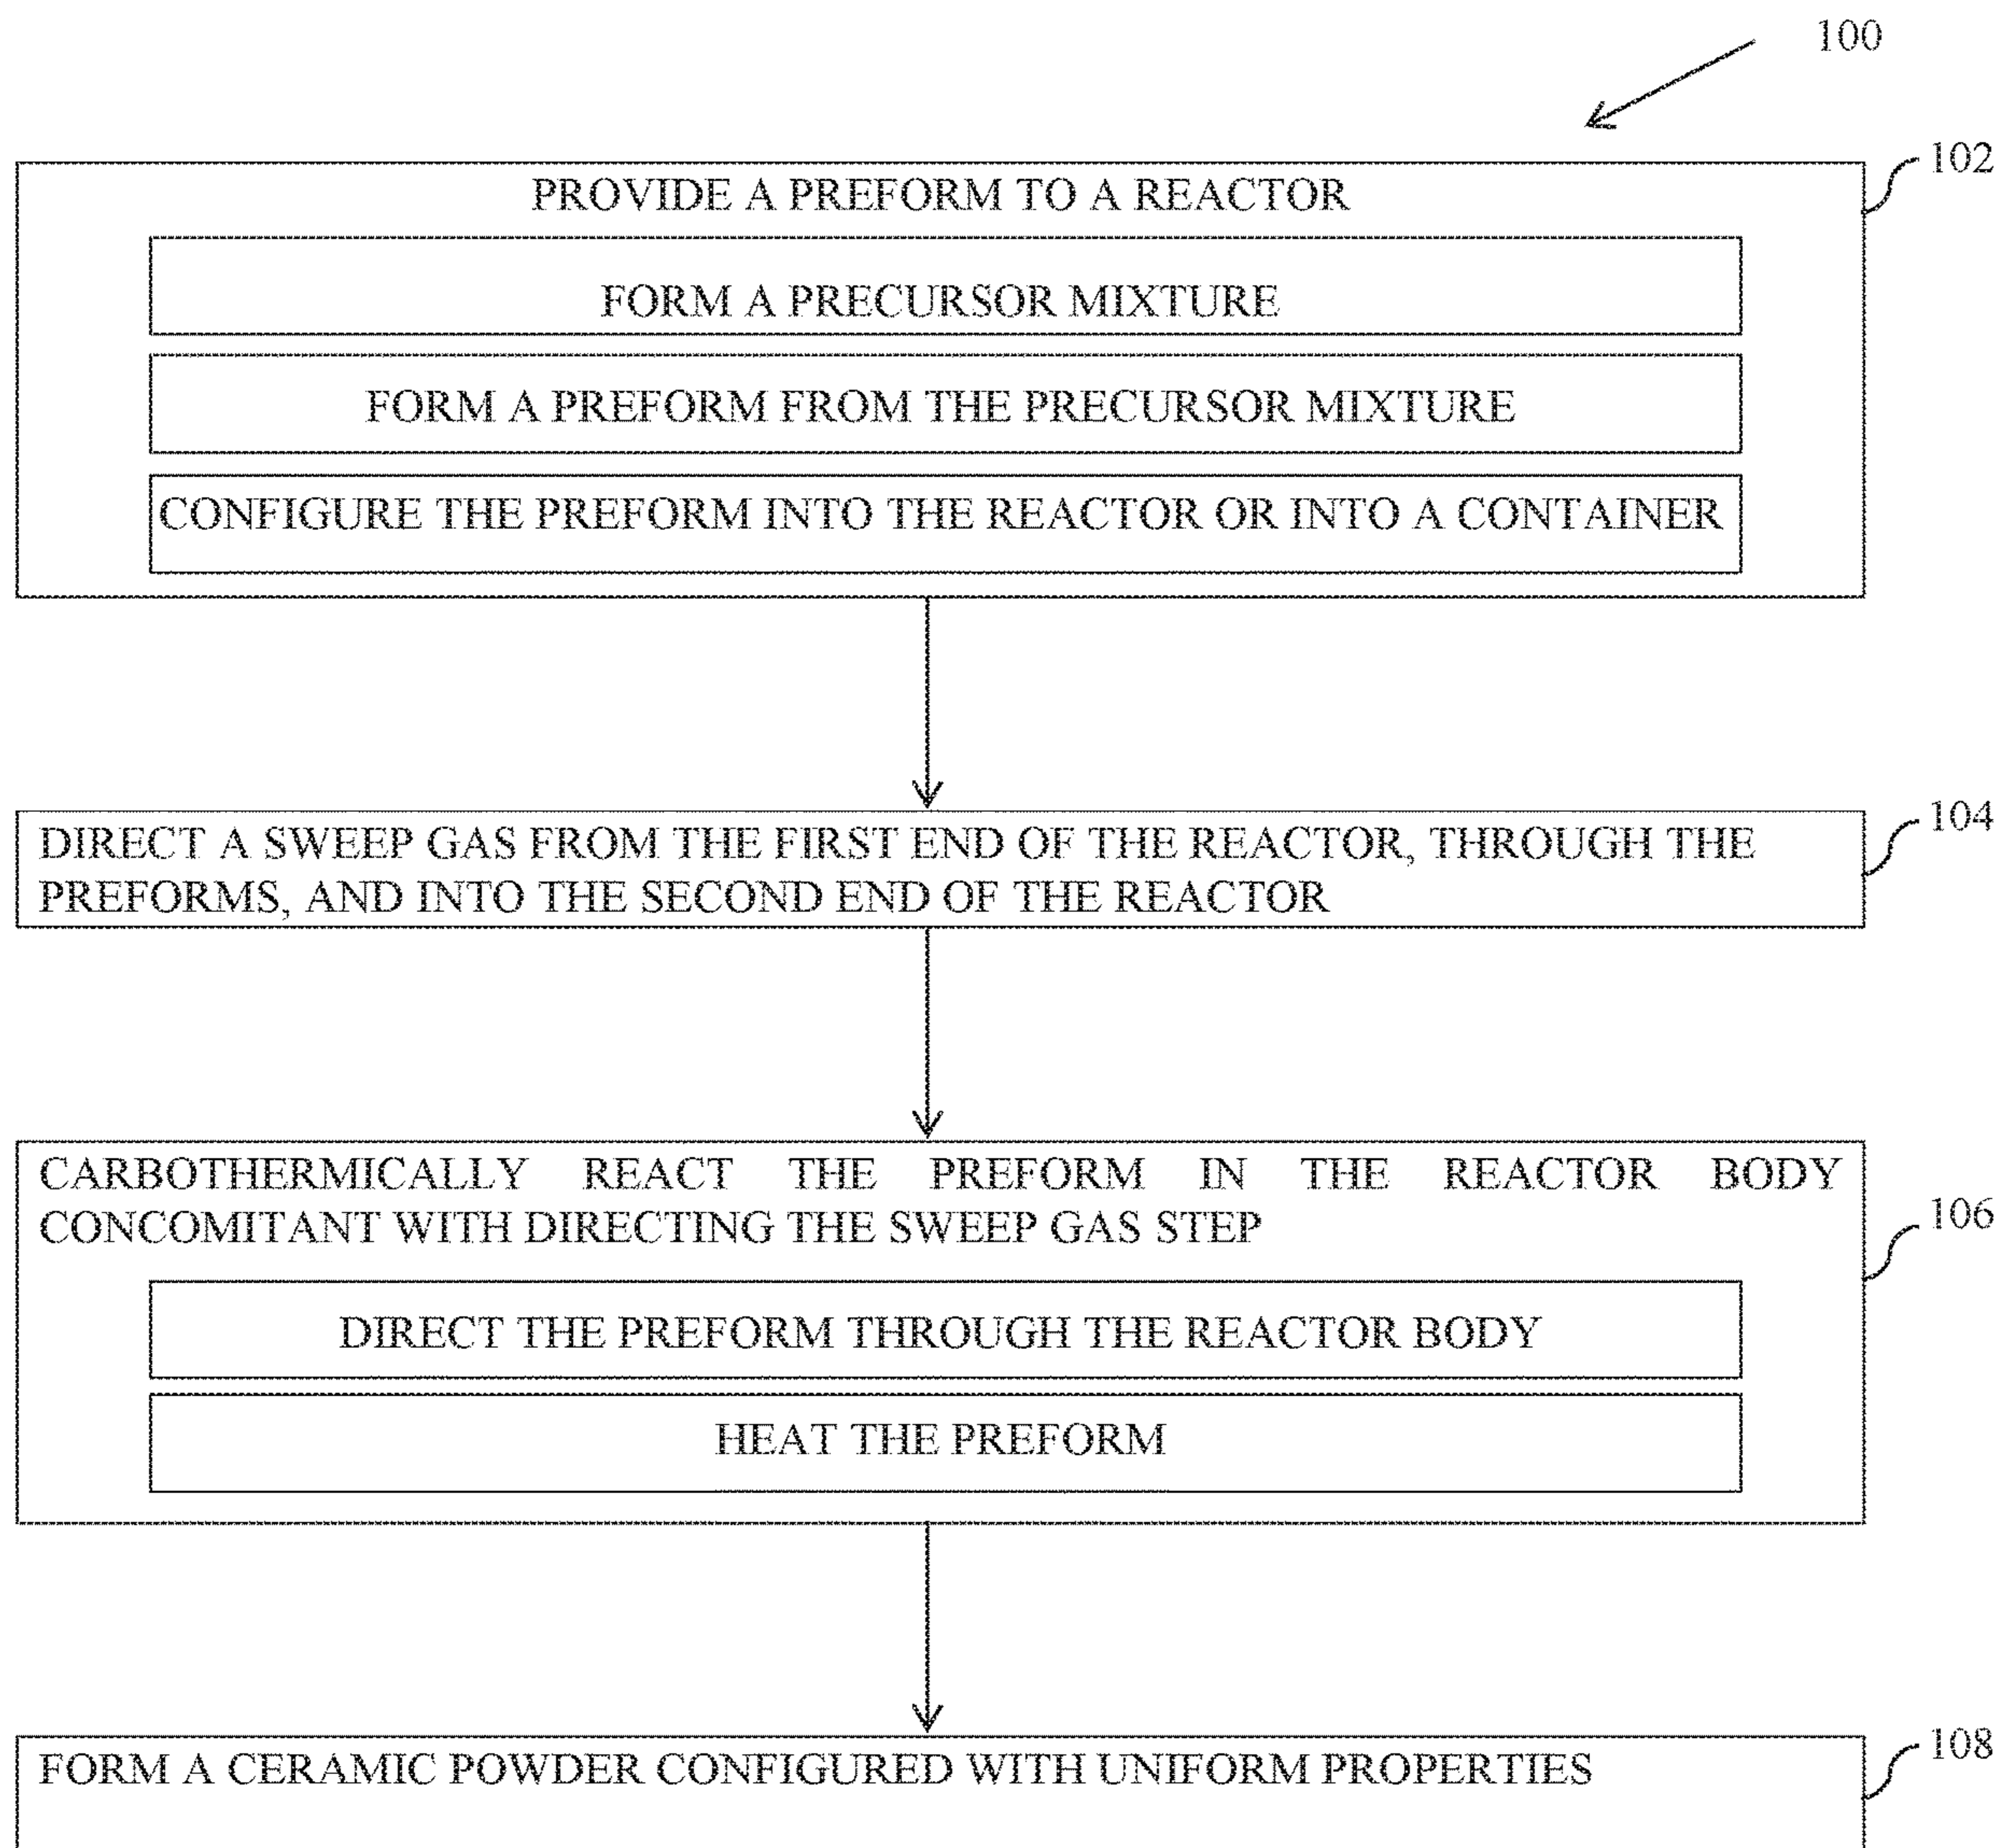 100
102
PROVIDE A PREFORM TO A REACTOR
FORM A PRECURSOR MIXTURE
FORM A PREFORM FROM THE PRECURSOR MIXTURE
CONFIGURE THE PREFORM INTO THE REACTOR OR INTO A CONTAINER
104
DIRECT A SWEEP GAS FROM THE FIRST END OF THE REACTOR, THROUGH THE
PREFORMS, AND INTO THE SECOND END OF THE REACTOR
CARBOTHERMICALLY REACT THE PREFORM IN THE REACTOR BODY
CONCOMITANT WITH DIRECTING THE SWEEP GAS STEP
106
DIRECT THE PREFORM THROUGH THE REACTOR BODY
HEAT THE PREFORM
108
FORM A CERAMIC POWDER CONFIGURED WITH UNIFORM PROPERTIES